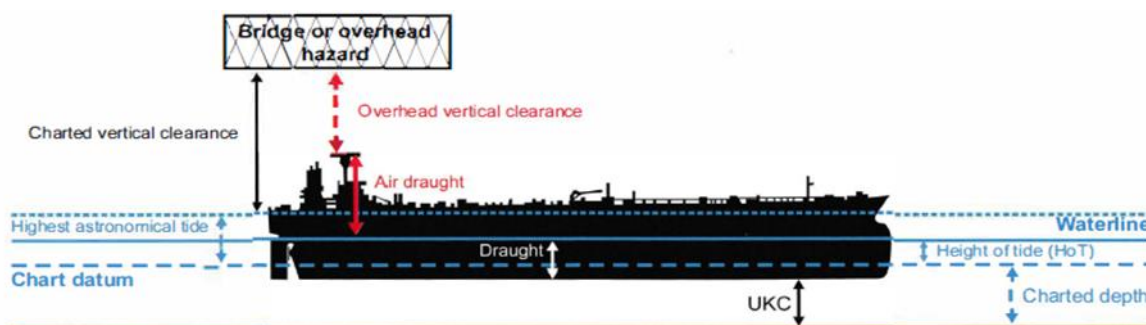 Bridge or overhead
hazard
Overhead vertical clearance
Charted vertical clearance
Air draught
Highest astronomical tide
Waterline
Draught
Height of tide (HoT)
Chart datum
Charted depth
UKC